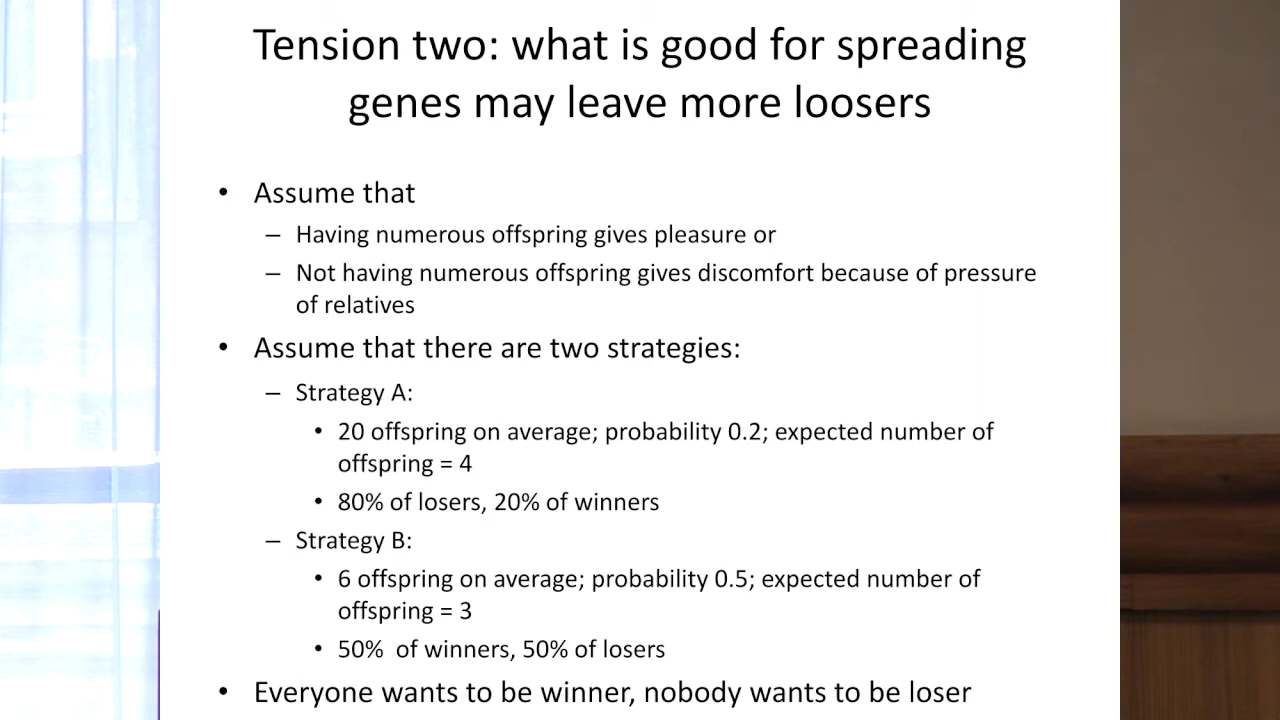 Tension two: what is good for spreading
genes may leave more loosers
• Assume that
– Having numerous offspring gives pleasure or
– Not having numerous offspring gives discomfort because of pressure
of relatives
• Assume that there are two strategies:
– Strategy A:
• 20 offspring on average; probability 0.2; expected number of
offspring = 4
• 80% of losers, 20% of winners
– Strategy B:
• 6 offspring on average; probability 0.5; expected number of
offspring = 3
• 50%  of winners, 50% of losers
• Everyone wants to be winner, nobody wants to be loser